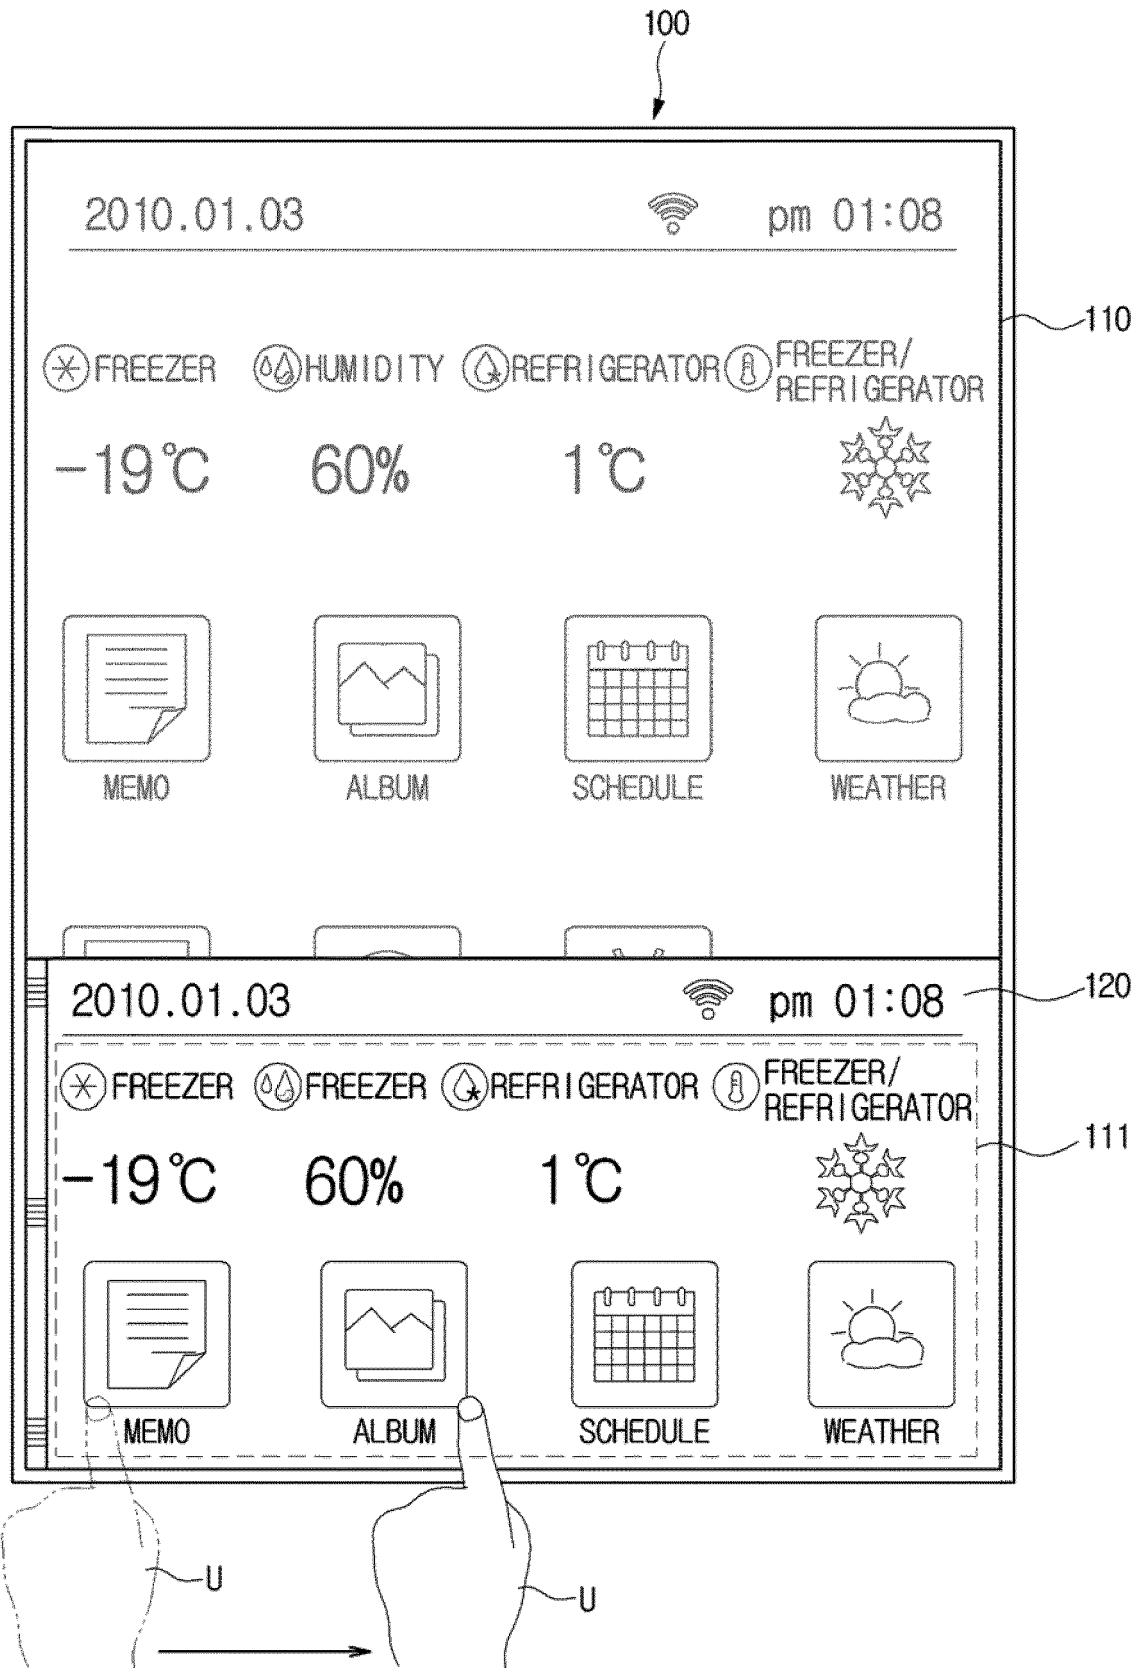 100
2010.01.03 pm 01:08
110
FREEZER HUMIDITY REFRIGERATOR FREEZER/
REFRIGERATOR
-19℃ 60% 1℃
MEMO ALBUM SCHEDULE WEATHER
2010.01.03 pm 01:08
120
FREEZER FREEZER REFRIGERATOR FREEZER/
REFRIGERATOR
111
-19℃ 60% 1℃
MEMO ALBUM SCHEDULE WEATHER
U
U